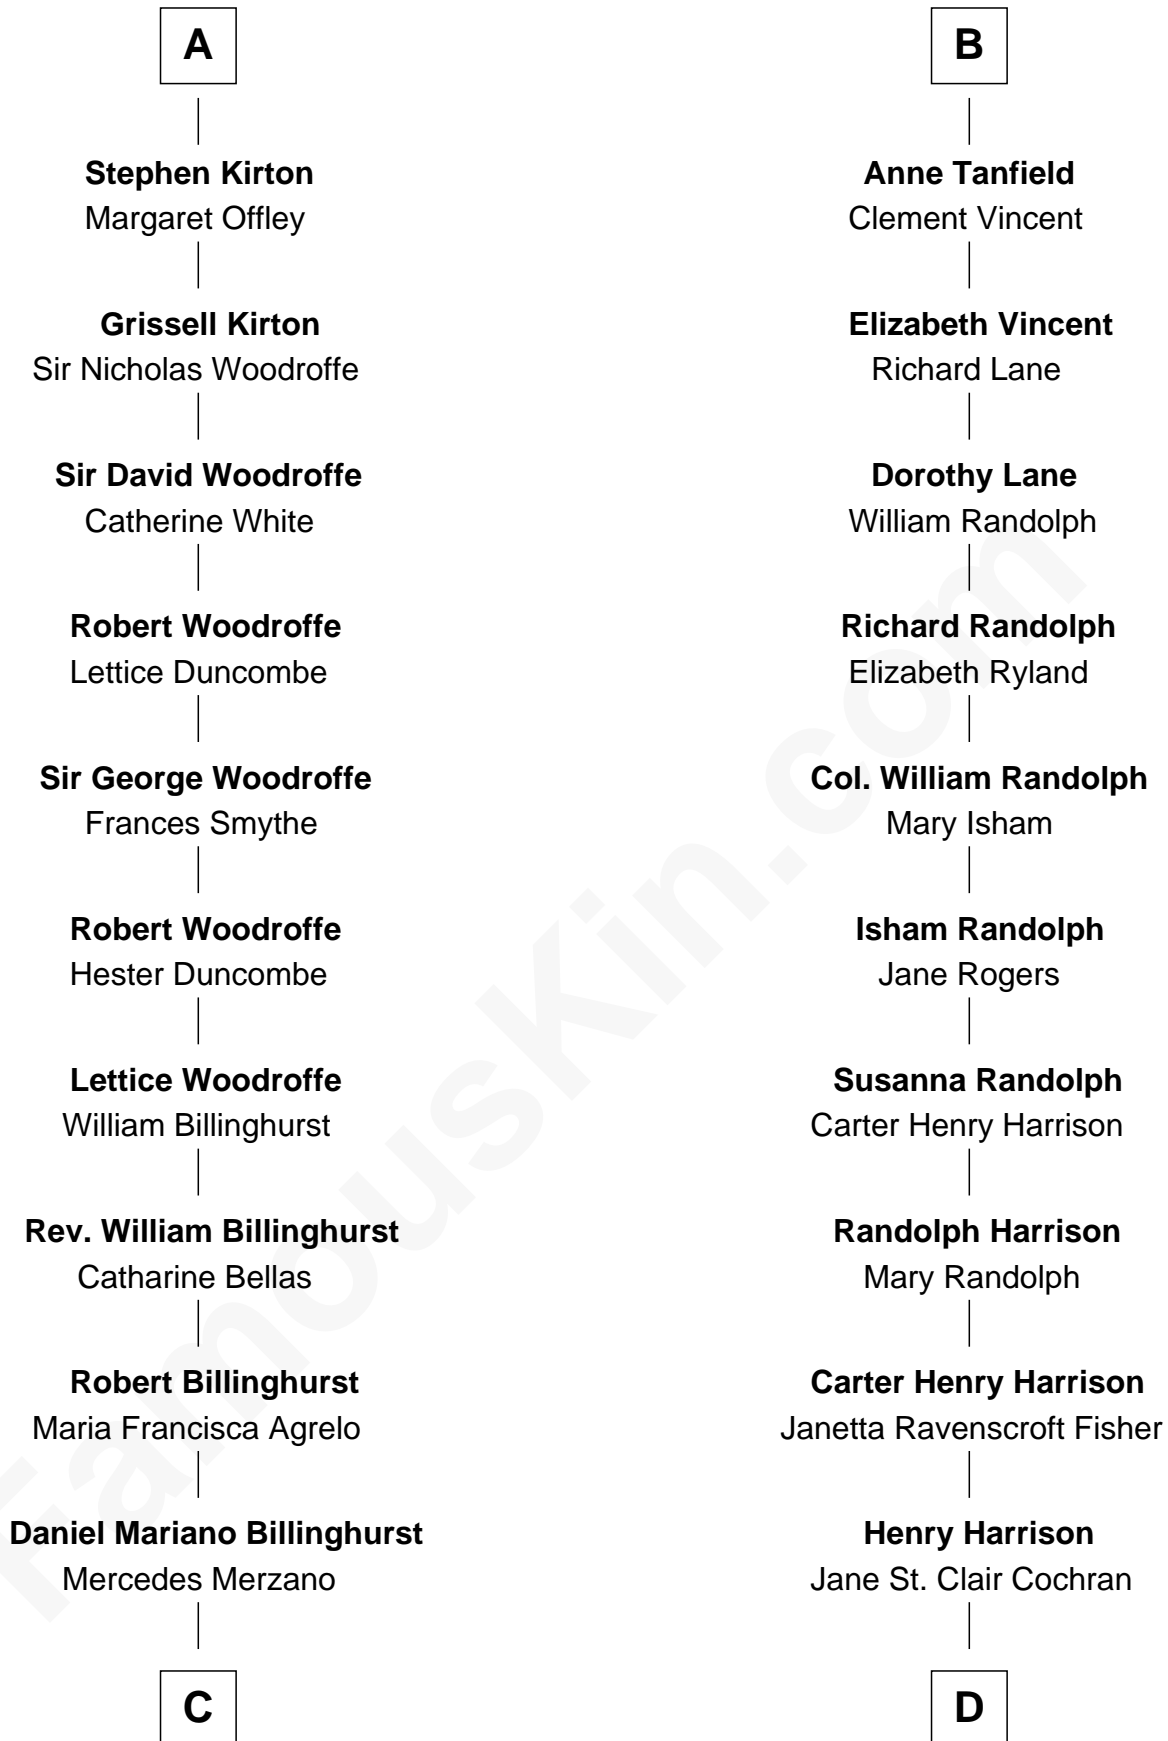 A
Stephen Kirton
Margaret Offley
Grissell Kirton
Sir Nicholas Woodroffe
Sir David Woodroffe
Catherine White
Robert Woodroffe
Lettice Duncombe
Sir George Woodroffe
Frances Smythe
Robert Woodroffe
Hester Duncombe
Lettice Woodroffe
William Billinghurst
Rev. William Billinghurst
Catharine Bellas
Robert Billinghurst
Maria Francisca Agrelo
Daniel Mariano Billinghurst
Mercedes Merzano
C
B
Anne Tanfield
Clement Vincent
Elizabeth Vincent
Richard Lane
Dorothy Lane
William Randolph
Richard Randolph
Elizabeth Ryland
Col. William Randolph
Mary Isham
Isham Randolph
Jane Rogers
Susanna Randolph
Carter Henry Harrison
Randolph Harrison
Mary Randolph
Carter Henry Harrison
Janetta Ravenscroft Fisher
Henry Harrison
Jane St. Clair Cochran
D
FamousKin.com